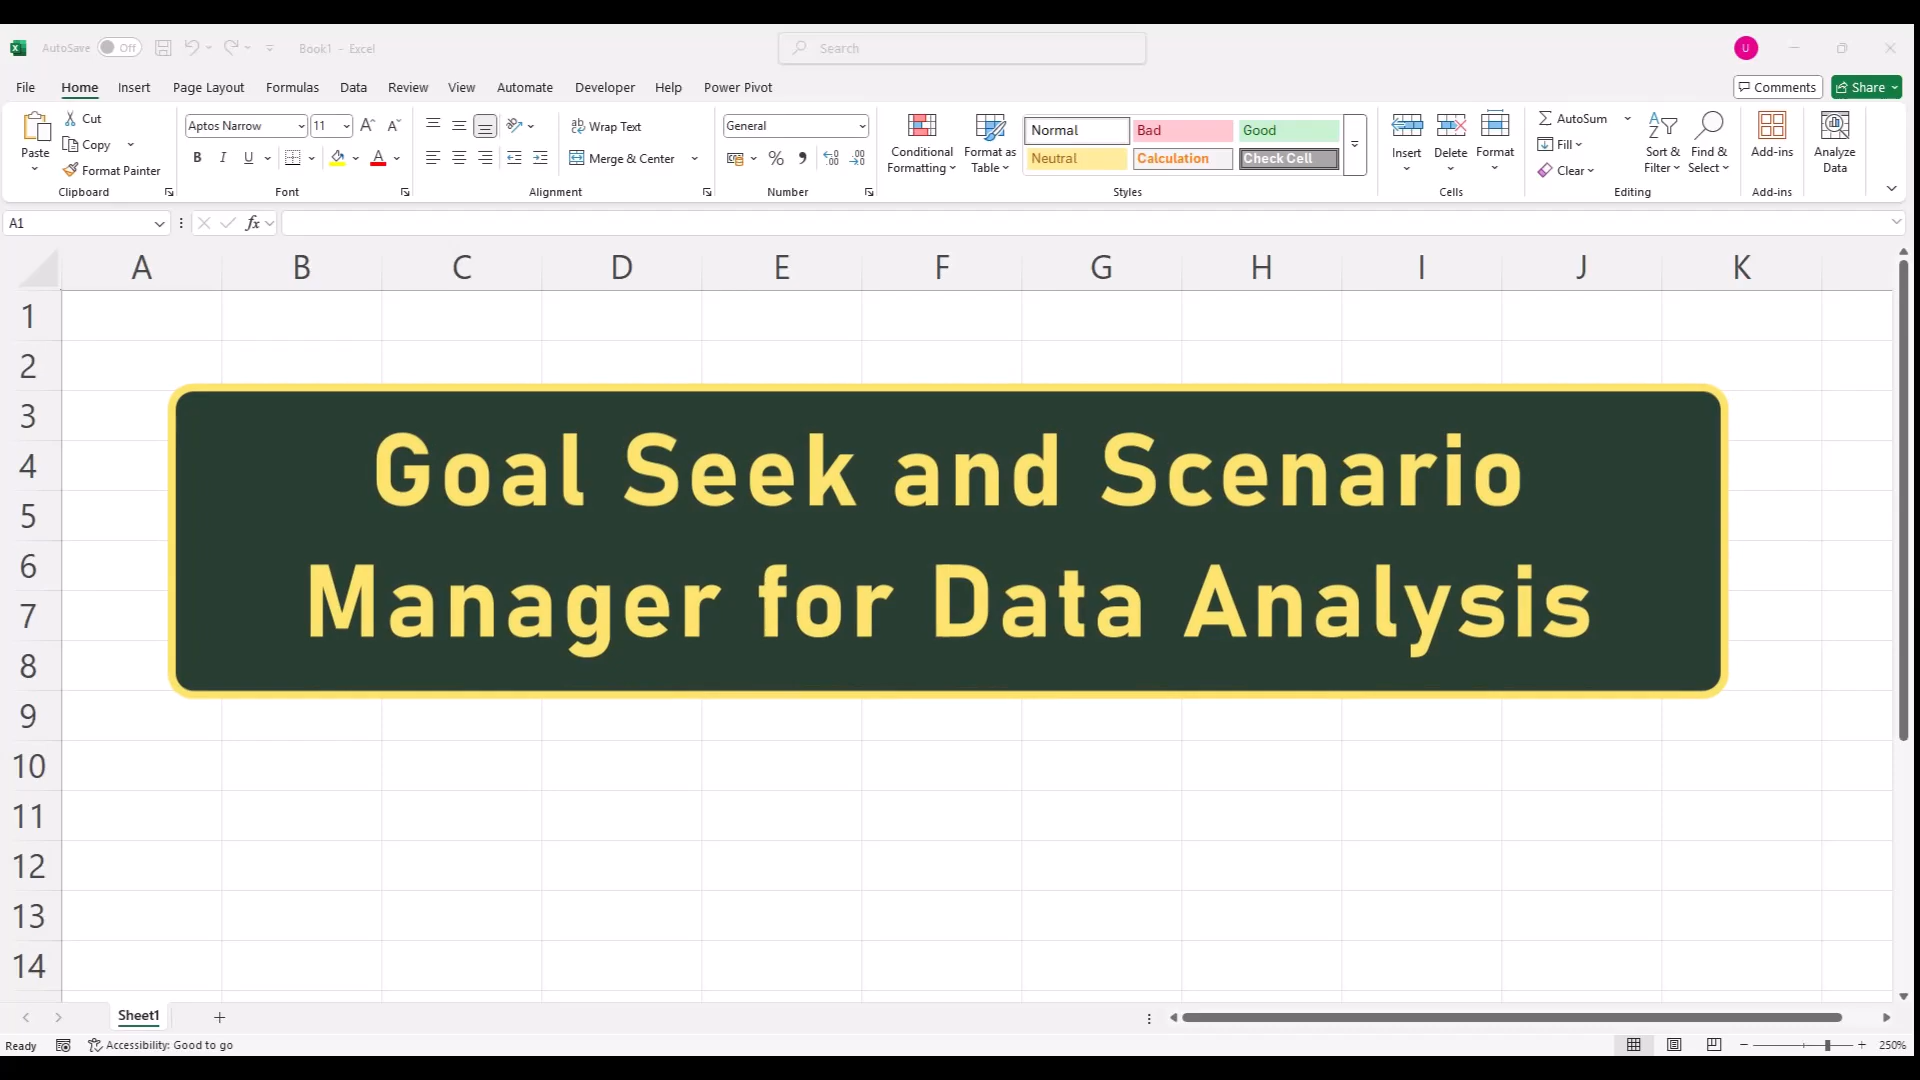 AutoSave Off Book1 - Excel Search U
File Home Insert Page Layout Formulas Data Review View Automate Developer Help Power Pivot Comments Share
Paste Cut Copy Format Painter Clipboard
Aptos Narrow 11 B I U A Font
ab Wrap Text Merge & Center Alignment
General % Number
Conditional Formatting Format as Table
Normal Bad Good
Neutral Calculation Check Cell
Styles
Insert Delete Format Cells
AutoSum Fill Clear Sort & Filter Find & Select Editing
Add-ins Add-ins
Analyze Data
A1 fx
A B C D E F G H I J K
1
2
3
4
5
6
7
8
9
10
11
12
13
14
Goal Seek and Scenario
Manager for Data Analysis
Sheet1
Ready Accessibility: Good to go 250%